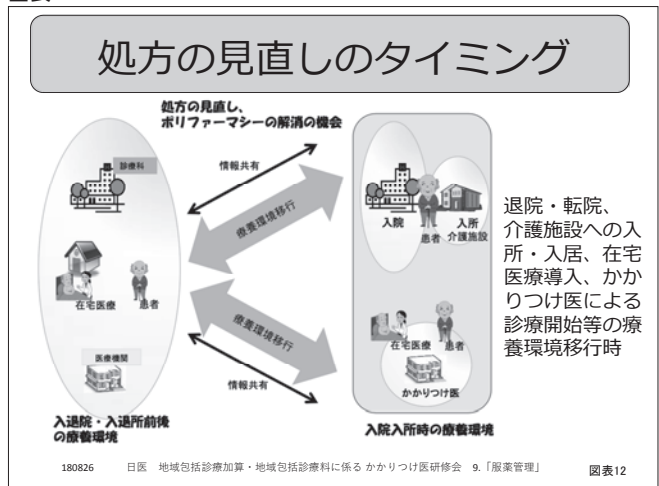 処方の見直しのタイミング
処方の見直し、
ポリファーマシーの解消の機会
診療科
情報共有
療養環境移行
入院
患者
入所
介護施設
在宅医療
患者
療養環境移行
医療機関
情報共有
在宅医療
患者
かかりつけ医
入退院・入退所前後
の療養環境
入院入所時の療養環境
退院・転院、
介護施設への入
所・入居、在宅
医療導入、かか
りつけ医による
診療開始等の療
養環境移行時
180826 日医 地域包括診療加算・地域包括診療料に係る かかりつけ医研修会 9.「服薬管理」
図表12